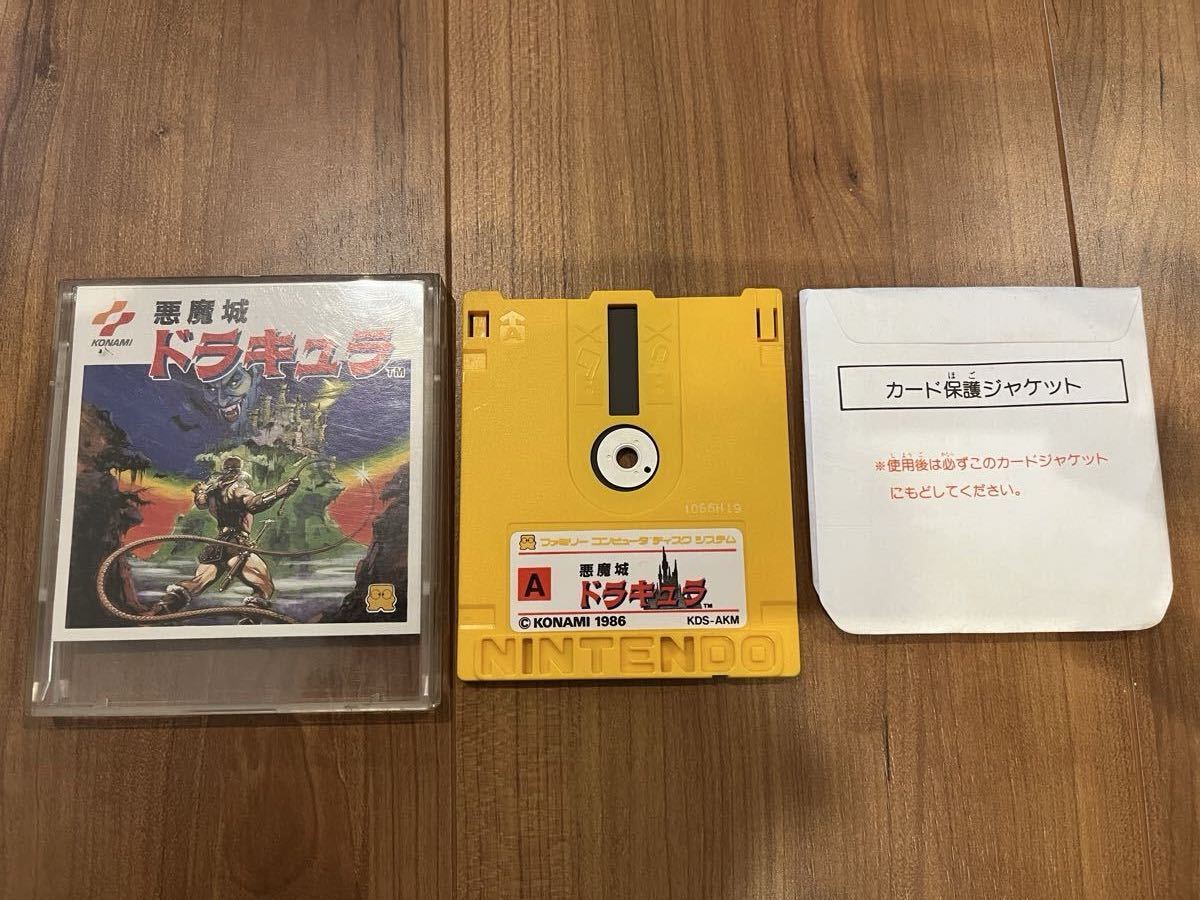 KONAMI
悪魔城
ドラキュラ
TM
A
ファミリー コンピュータ ディスク システム
A
悪魔城
ドラキュラ
TM
© KONAMI 1986
KDS-AKM
NINTENDO
カード保護ジャケット
※使用後は必ずこのカードジャケット
にもどしてください。